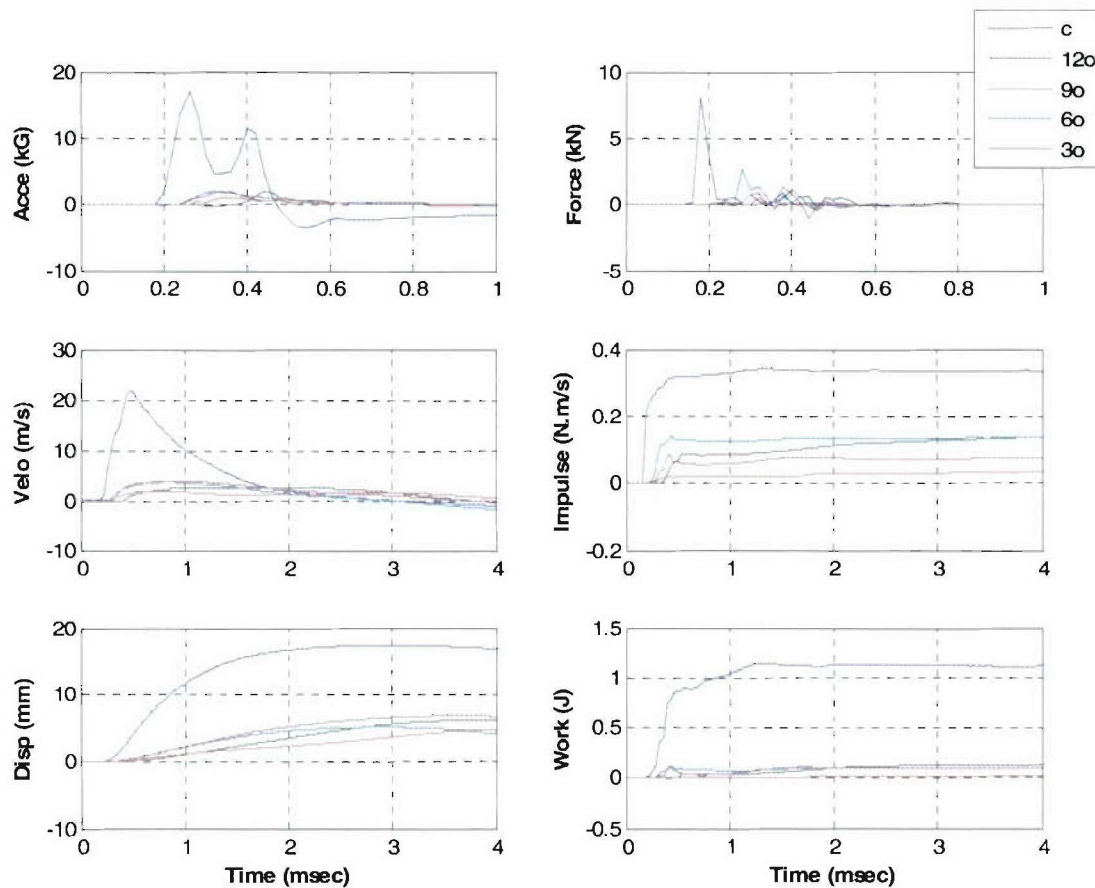 c
12o
9o
6o
3o
20
10
0
-10
Acce (kG)
0 0.2 0.4 0.6 0.8 1
10
5
0
-5
Force (kN)
0 0.2 0.4 0.6 0.8 1
30
20
10
0
-10
Velo (m/s)
0 1 2 3 4
0.4
0.2
0
-0.2
Impulse (N.m/s)
0 1 2 3 4
20
10
0
-10
Disp (mm)
0 1 2 3 4
Time (msec)
1.5
1
0.5
0
-0.5
Work (J)
0 1 2 3 4
Time (msec)